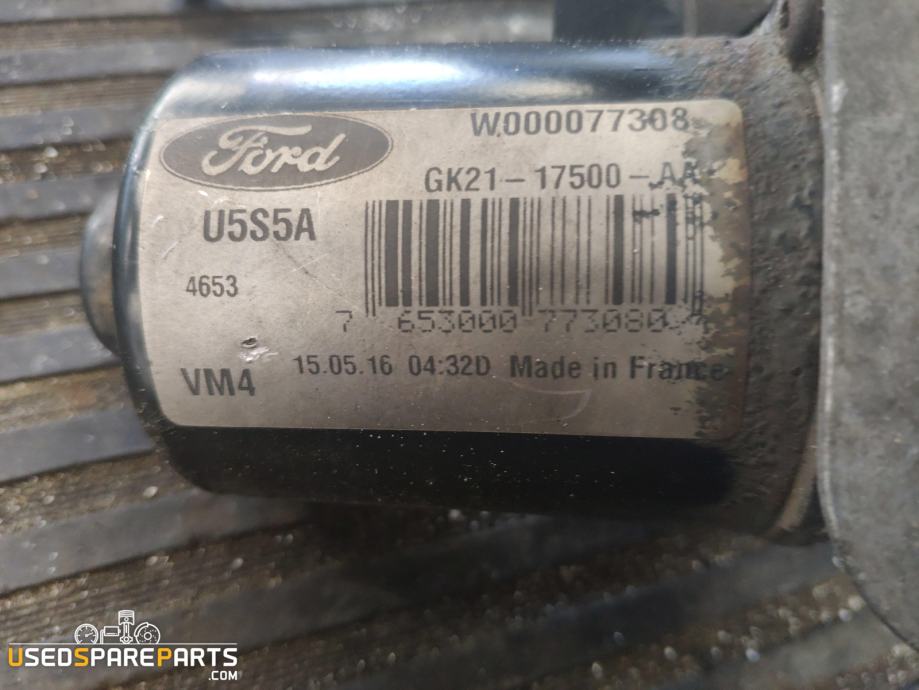 Ford
W000077308
GK21-17500-AA
U5S5A
4653
7 653000 773080
VM4 15.05.16 04:32D Made in France
USEDSPAREPARTS
.COM